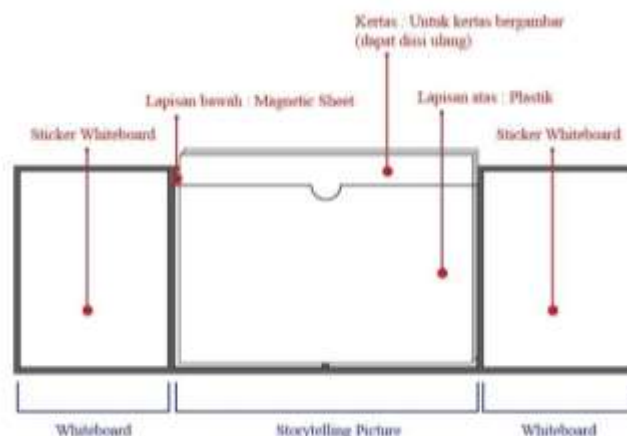 Kertas : Untuk kertas bergambar
(dapat diisi ulang)
Lapisan bawah : Magnetic Sheet
Lapisan atas : Plastik
Sticker Whiteboard
Sticker Whiteboard
Whiteboard
Storytelling Picture
Whiteboard